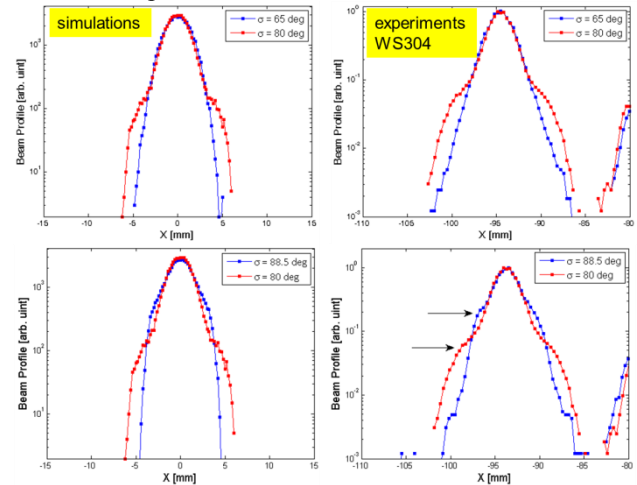 simulations
σ = 65 deg
σ = 80 deg
10³
10²
10¹
Beam Profile [arb. uint]
-15 -10 -5 0 5 10 15
X [mm]
experiments
WS304
σ = 65 deg
σ = 80 deg
10⁰
10⁻¹
10⁻²
10⁻³
Beam Profile [arb. uint]
-110 -105 -100 -95 -90 -85 -80
X [mm]
σ = 88.5 deg
σ = 80 deg
10³
10²
10¹
Beam Profile [arb. uint]
-15 -10 -5 0 5 10 15
X [mm]
σ = 88.5 deg
σ = 80 deg
10⁰
10⁻¹
10⁻²
10⁻³
Beam Profile [arb. uint]
-110 -105 -100 -95 -90 -85 -80
X [mm]